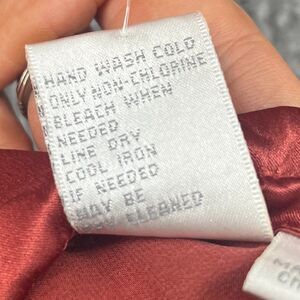 HAND WASH COLD
ONLY NON-CHLORINE
BLEACH WHEN
NEEDED
LINE DRY
COOL IRON
IF NEEDED
MAY BE
CLEANED